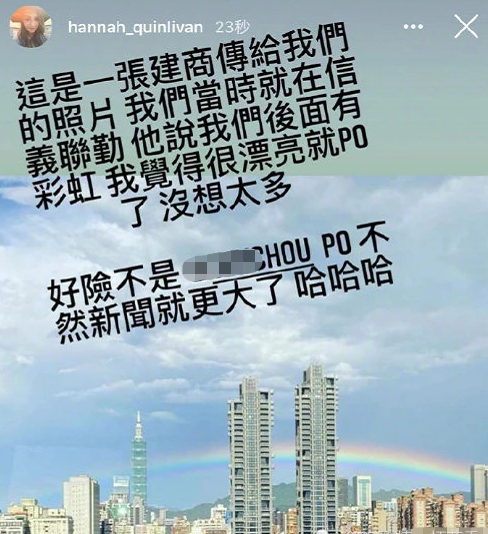 hannah_quinlivan 23秒
這是一張建商傳給我們
的照片 我們當時就在信
義聯勤 他說我們後面有
彩虹 我覺得很漂亮就PO
了 沒想太多
好險不是 CHOU PO 不
然新聞就更大了 哈哈哈